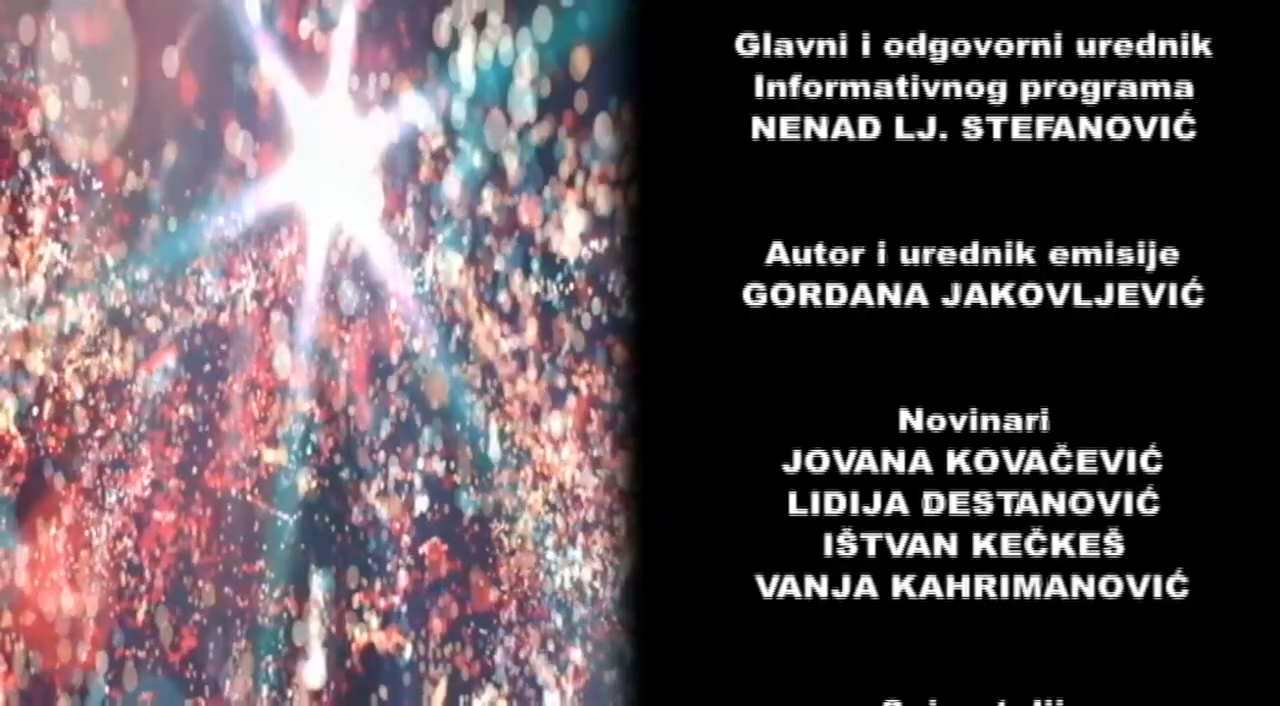 Glavni i odgovorni urednik
Informativnog programa
NENAD LJ. STEFANOVIĆ
Autor i urednik emisije
GORDANA JAKOVLJEVIĆ
Novinari
JOVANA KOVAČEVIĆ
LIDIJA DESTANOVIĆ
IŠTVAN KEČKEŠ
VANJA KAHRIMANOVIĆ